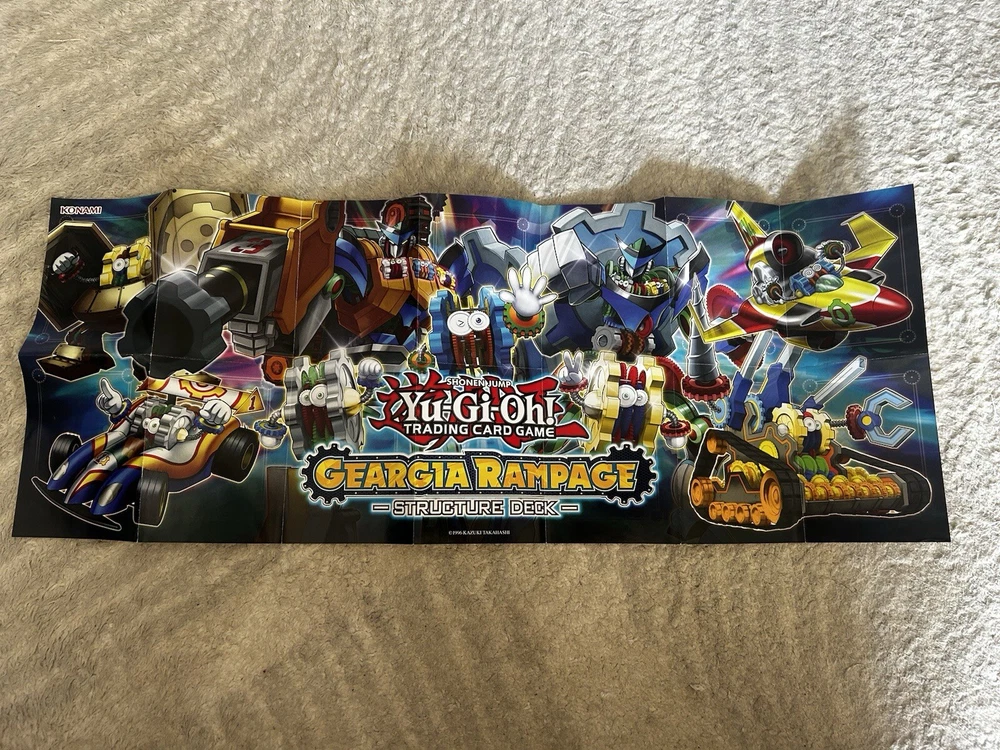 KONAMI
SHONEN JUMP
Yu-Gi-Oh!
TRADING CARD GAME
GEARGIA RAMPAGE
STRUCTURE DECK
©1996 KAZUKI TAKAHASHI